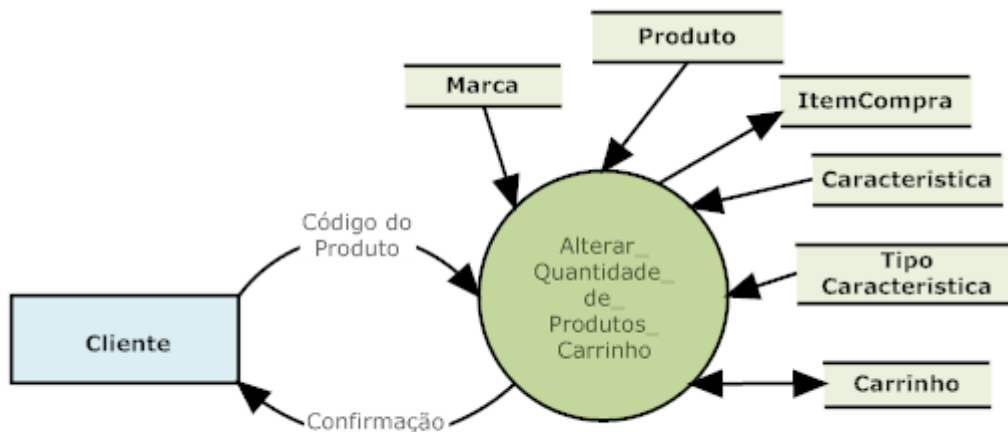 Produto
Marca
ItemCompra
Caracteristica
Código do
Produto
Alterar_
Quantidade_
de_
Produtos_
Carrinho
Tipo
Caracteristica
Cliente
Carrinho
Confirmação